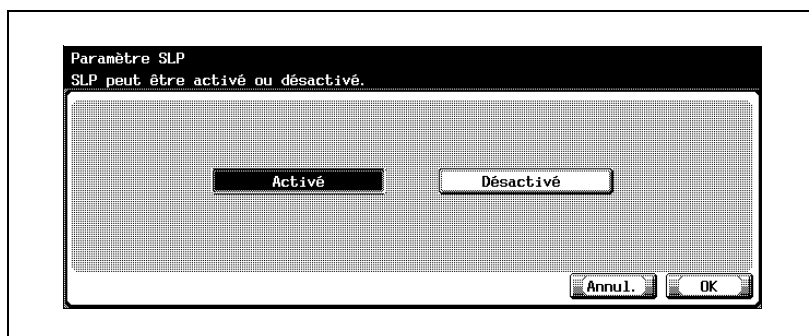 Paramètre SLP
SLP peut être activé ou désactivé.
Activé Désactivé
Annul. OK